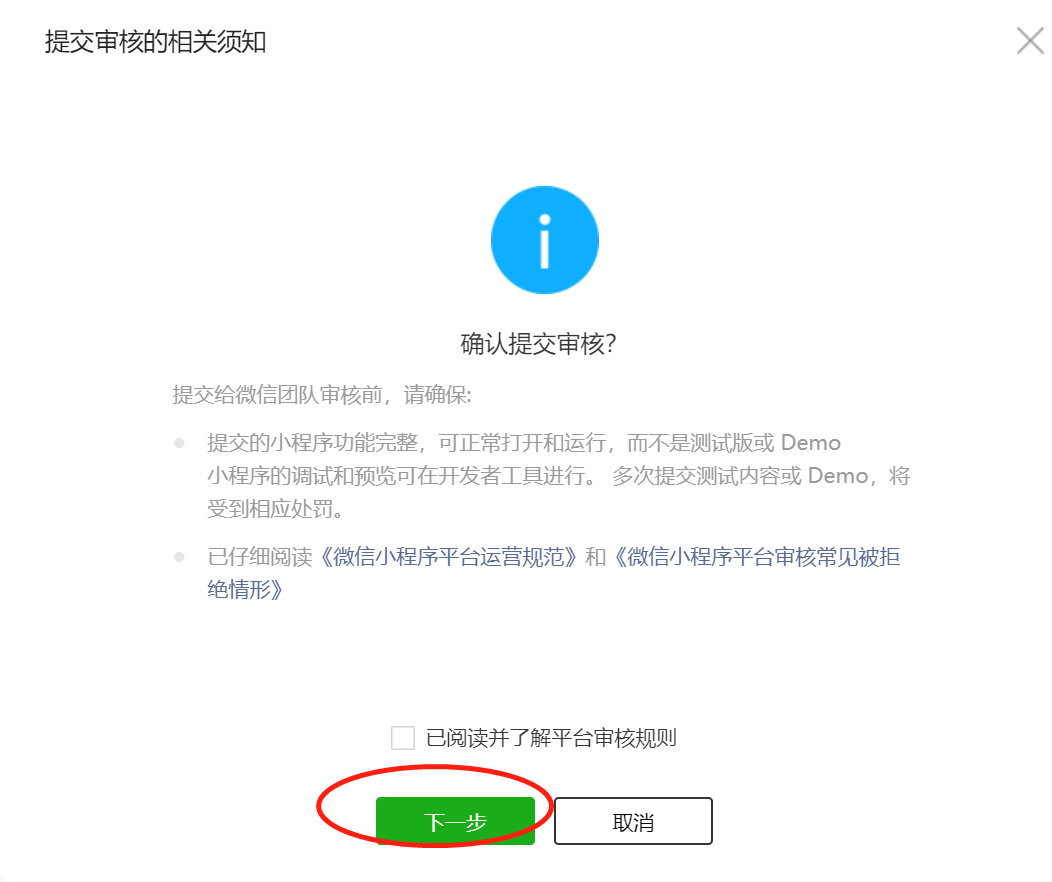 提交审核的相关须知
确认提交审核?
提交给微信团队审核前，请确保:
提交的小程序功能完整，可正常打开和运行，而不是测试版或 Demo
小程序的调试和预览可在开发者工具进行。 多次提交测试内容或 Demo，将
受到相应处罚。
已仔细阅读《微信小程序平台运营规范》和《微信小程序平台审核常见被拒
绝情形》
已阅读并了解平台审核规则
下一步
取消